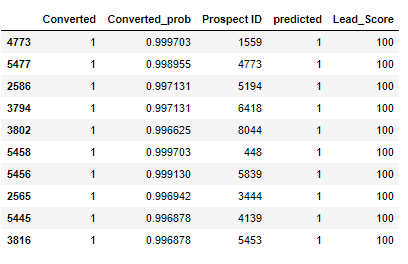 Converted Converted_prob Prospect ID predicted Lead_Score
4773 1 0.999703 1559 1 100
5477 1 0.998955 4773 1 100
2586 1 0.997131 5194 1 100
3794 1 0.997131 6418 1 100
3802 1 0.996625 8044 1 100
5458 1 0.999703 448 1 100
5456 1 0.999130 5839 1 100
2565 1 0.996942 3444 1 100
5445 1 0.996878 4139 1 100
3816 1 0.996878 5453 1 100